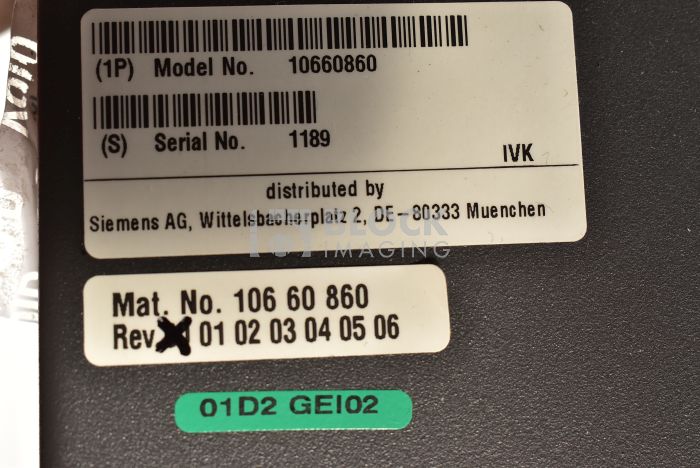 (1P) Model No. 10660860
(S) Serial No. 1189
IVK
distributed by
Siemens AG, Wittelsbacherplatz 2, DE-80333 Muenchen
BLOCK
IMAGING
Mat. No. 106 60 860
Rev 01 02 03 04 05 06
01D2 GEI02